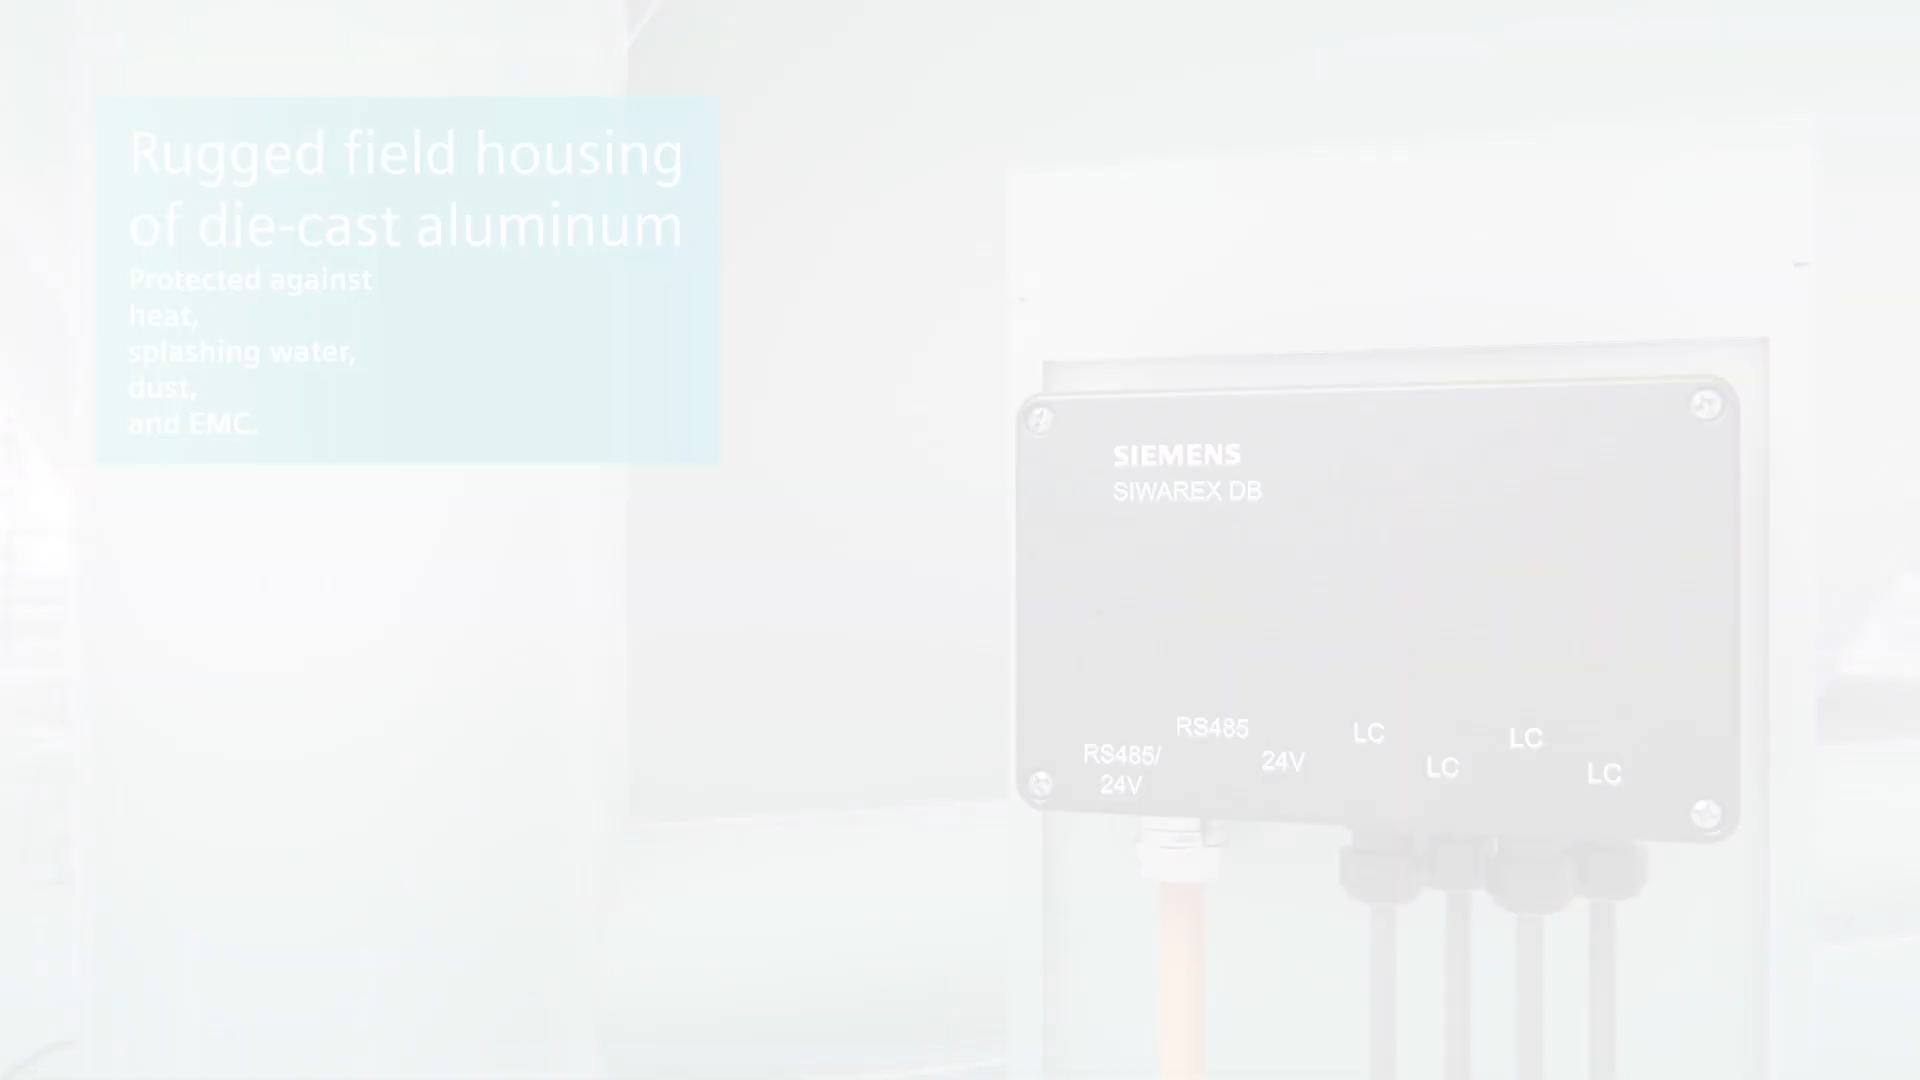 Rugged field housing
of die-cast aluminum
Protected against
heat,
splashing water,
dust,
and EMC.
SIEMENS
SIWAREX DB
RS485/
24V
RS485
24V
LC
LC
LC
LC